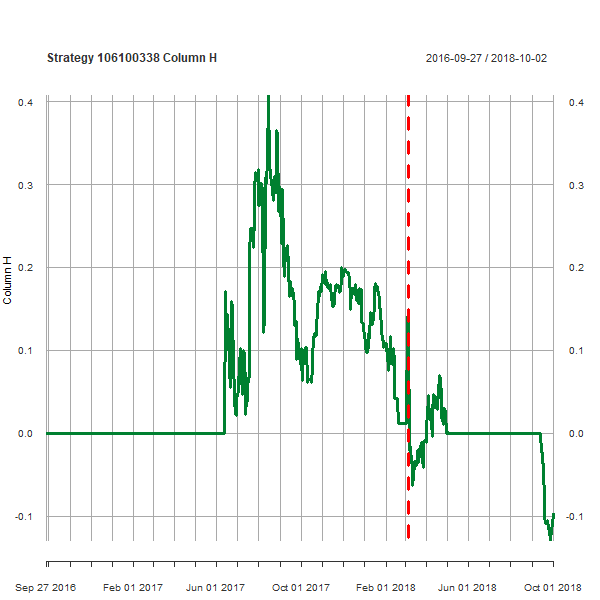 Strategy 106100338 Column H
2016-09-27 / 2018-10-02
0.4
0.4
0.3
0.3
0.2
0.2
0.1
0.1
0.0
0.0
-0.1
-0.1
Column H
Sep 27 2016
Feb 01 2017
Jun 01 2017
Oct 01 2017
Feb 01 2018
Jun 01 2018
Oct 01 2018